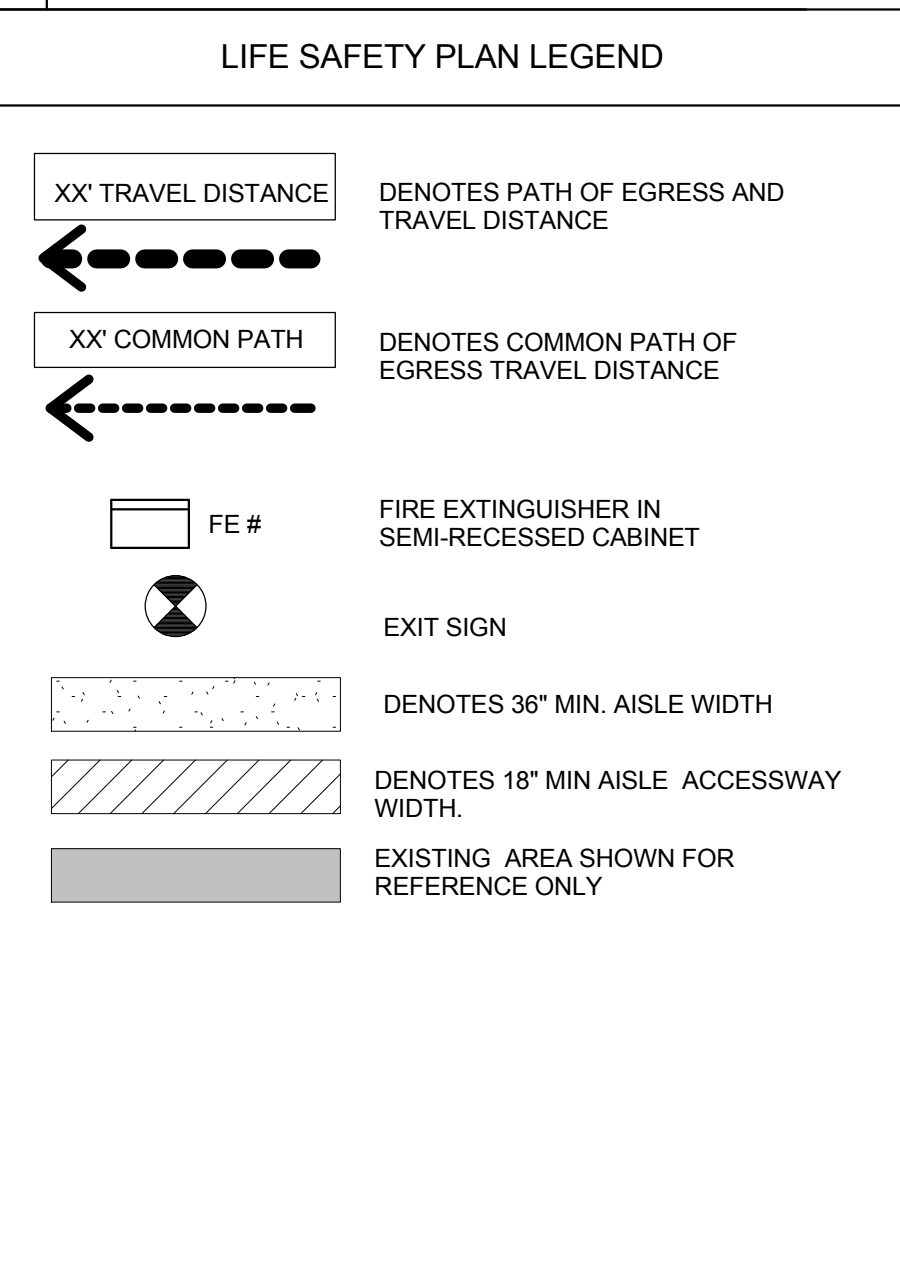 LIFE SAFETY PLAN LEGEND
XX' TRAVEL DISTANCE
DENOTES PATH OF EGRESS AND
TRAVEL DISTANCE
XX' COMMON PATH
DENOTES COMMON PATH OF
EGRESS TRAVEL DISTANCE
FE #
FIRE EXTINGUISHER IN
SEMI-RECESSED CABINET
EXIT SIGN
DENOTES 36" MIN. AISLE WIDTH
DENOTES 18" MIN AISLE  ACCESSWAY
WIDTH.
EXISTING  AREA SHOWN FOR
REFERENCE ONLY